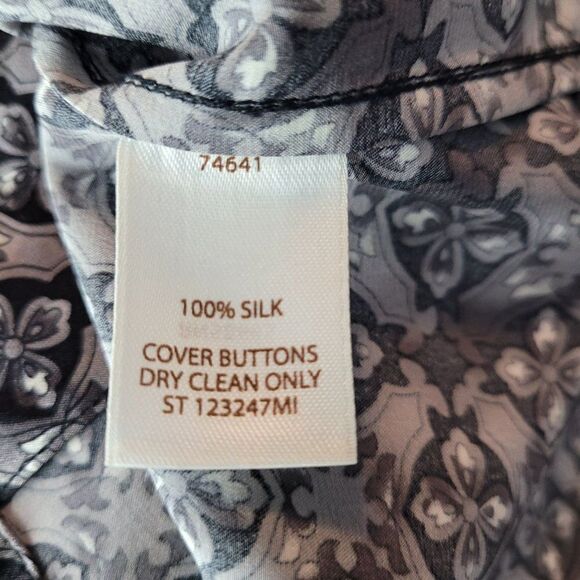 74641
100% SILK
COVER BUTTONS
DRY CLEAN ONLY
ST 123247MI